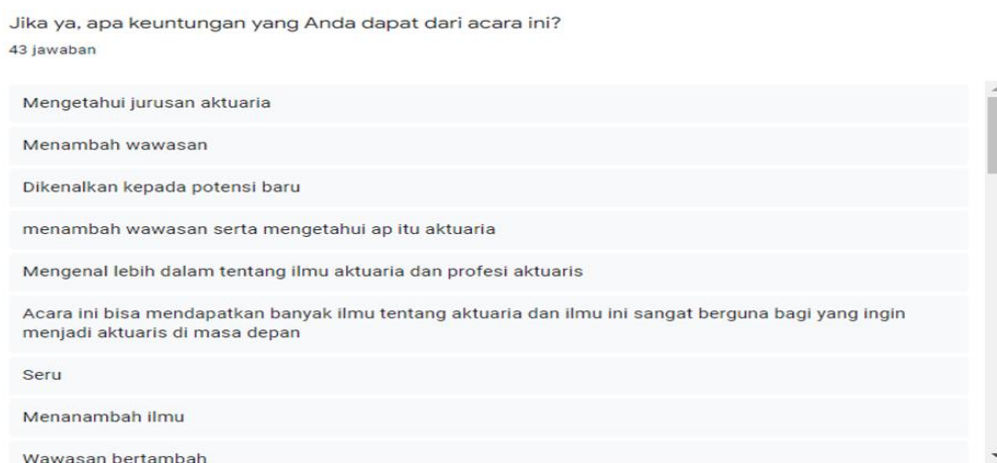 Jika ya, apa keuntungan yang Anda dapat dari acara ini?
43 jawaban
Mengetahui jurusan aktuaria
Menambah wawasan
Dikenalkan kepada potensi baru
menambah wawasan serta mengetahui ap itu aktuaria
Mengenal lebih dalam tentang ilmu aktuaria dan profesi aktuaris
Acara ini bisa mendapatkan banyak ilmu tentang aktuaria dan ilmu ini sangat berguna bagi yang ingin
menjadi aktuaris di masa depan
Seru
Menanambah ilmu
Wawasan bertambah